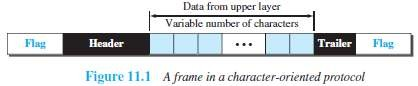 Data from upper layer
Variable number of characters
Flag Header ••• Trailer Flag
Figure 11.1 A frame in a character-oriented protocol